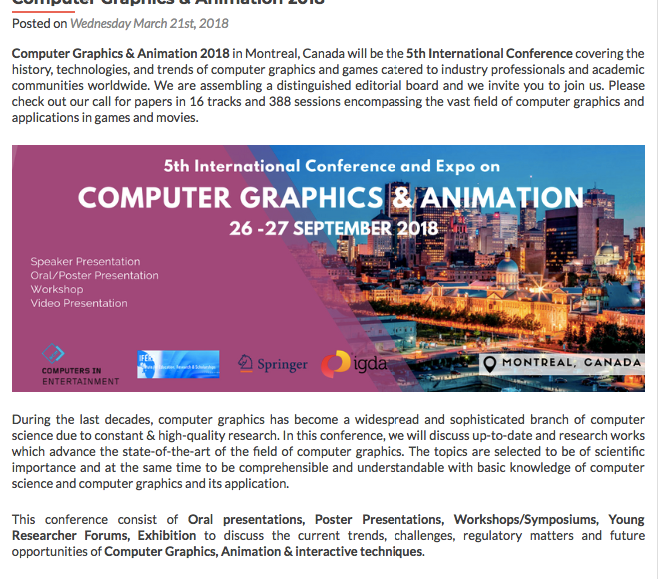 Computer Graphics & Animation 2018
Posted on Wednesday March 21st, 2018
Computer Graphics & Animation 2018 in Montreal, Canada will be the 5th International Conference covering the
history, technologies, and trends of computer graphics and games catered to industry professionals and academic
communities worldwide. We are assembling a distinguished editorial board and we invite you to join us. Please
check out our call for papers in 16 tracks and 388 sessions encompassing the vast field of computer graphics and
applications in games and movies.
5th International Conference and Expo on
COMPUTER GRAPHICS & ANIMATION
26 -27 SEPTEMBER 2018
Speaker Presentation
Oral/Poster Presentation
Workshop
Video Presentation
COMPUTERS IN
ENTERTAINMENT
IFERS
Research & Scholarships
Springer
igda
MONTREAL, CANADA
During the last decades, computer graphics has become a widespread and sophisticated branch of computer
science due to constant & high-quality research. In this conference, we will discuss up-to-date and research works
which advance the state-of-the-art of the field of computer graphics. The topics are selected to be of scientific
importance and at the same time to be comprehensible and understandable with basic knowledge of computer
science and computer graphics and its application.
This conference consist of Oral presentations, Poster Presentations, Workshops/Symposiums, Young
Researcher Forums, Exhibition to discuss the current trends, challenges, regulatory matters and future
opportunities of Computer Graphics, Animation & interactive techniques.